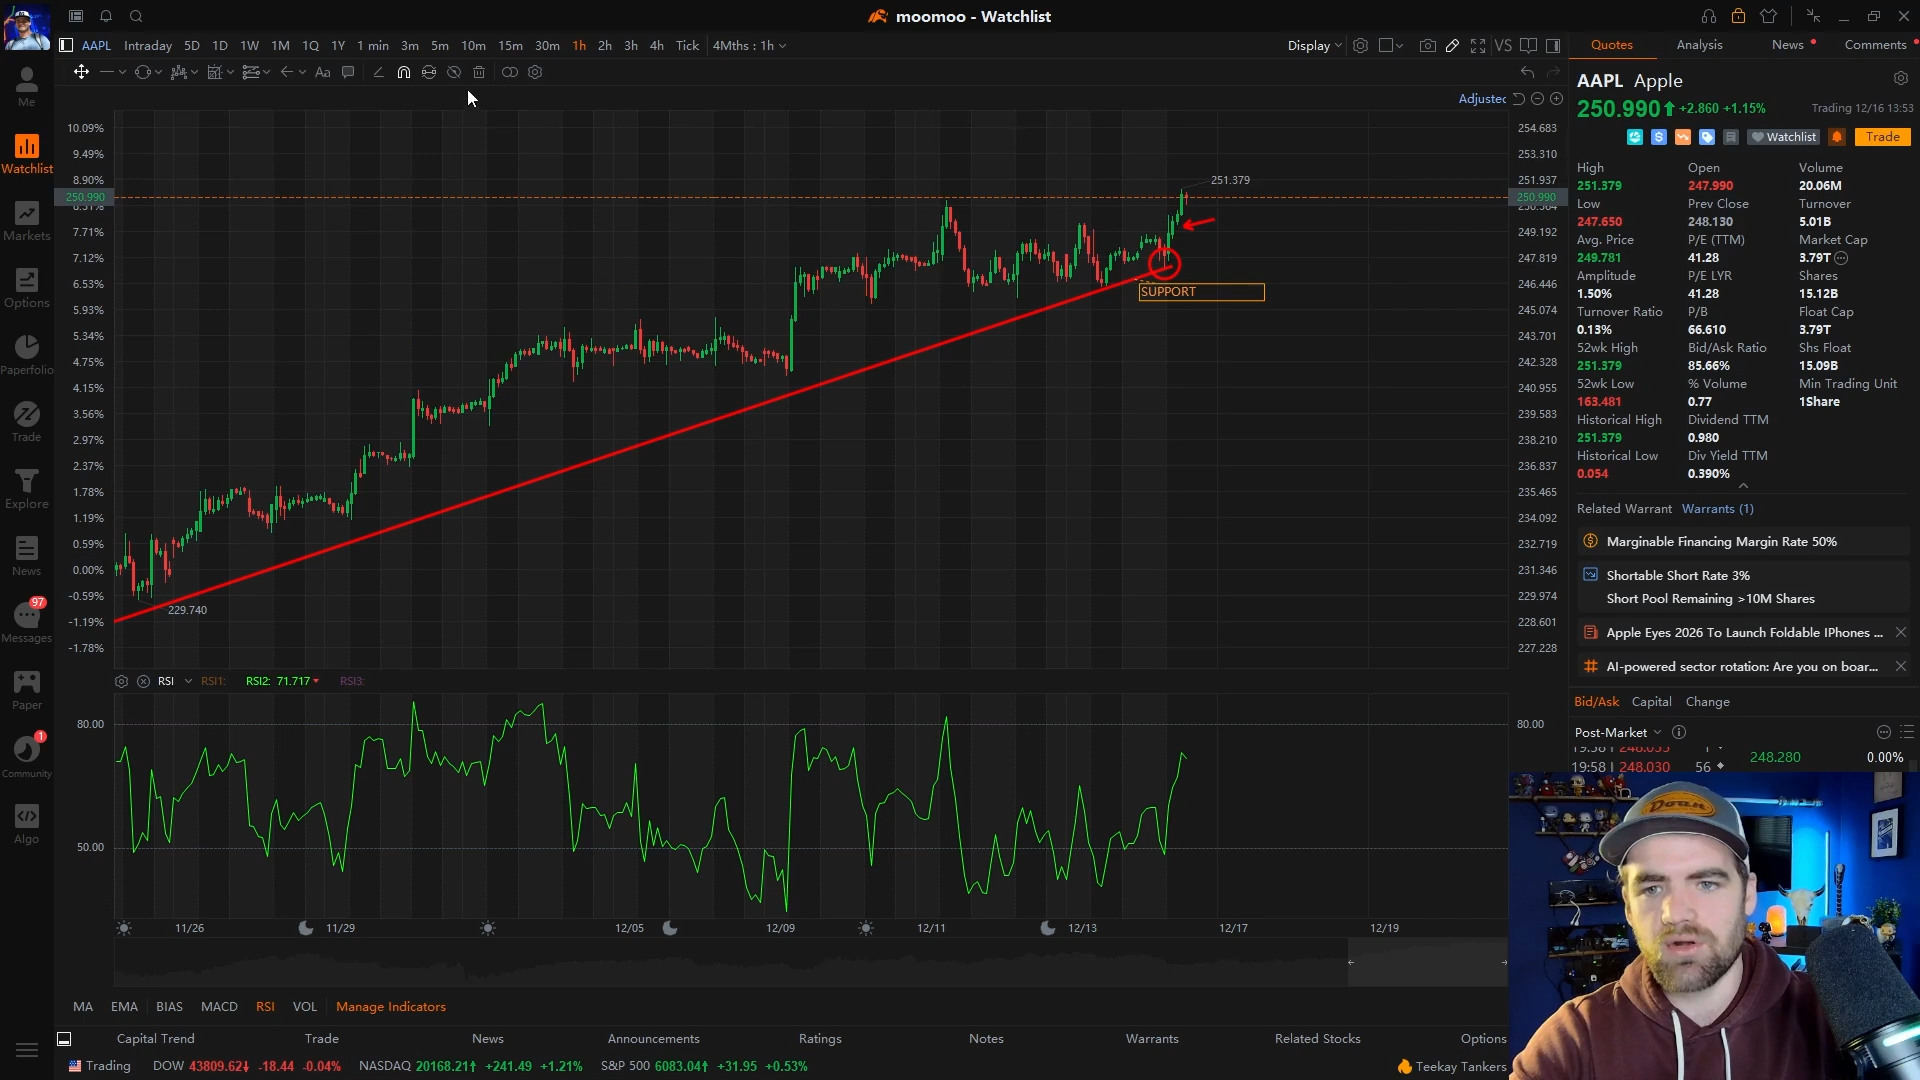 moomoo - Watchlist
AAPL Intraday 5D 1D 1W 1M 1Q 1Y 1 min 3m 5m 10m 15m 30m 1h 2h 3h 4h Tick 4Mths : 1h
Display VS
Quotes Analysis News Comments
Aa
Adjusted
Me
Watchlist
Markets
Options
Paperfolio
Trade
Explore
News
97
Messages
Paper
1
Community
Algo
10.09%
9.49%
8.90%
250.990
8.31%
7.71%
7.12%
6.53%
5.93%
5.34%
4.75%
4.15%
3.56%
2.97%
2.37%
1.78%
1.19%
0.59%
0.00%
-0.59%
-1.19%
-1.78%
251.379
SUPPORT
229.740
254.683
253.310
251.937
250.990
250.564
249.192
247.819
246.446
245.074
243.701
242.328
240.955
239.583
238.210
236.837
235.465
234.092
232.719
231.346
229.974
228.601
227.228
RSI RSI1: RSI2: 71.717 RSI3:
80.00 80.00
50.00
11/26 11/29 12/05 12/09 12/11 12/13 12/17 12/19
MA EMA BIAS MACD RSI VOL Manage Indicators
Capital Trend Trade News Announcements Ratings Notes Warrants Related Stocks Options
Trading DOW 43809.62 -18.44 -0.04% NASDAQ 20168.21 +241.49 +1.21% S&P 500 6083.04 +31.95 +0.53% Teekay Tankers
AAPL Apple
250.990 +2.860 +1.15% Trading 12/16 13:53
Watchlist Trade
High Open Volume
251.379 247.990 20.06M
Low Prev Close Turnover
247.650 248.130 5.01B
Avg. Price P/E (TTM) Market Cap
249.781 41.28 3.79T
Amplitude P/E LYR Shares
1.50% 41.28 15.12B
Turnover Ratio P/B Float Cap
0.13% 66.610 3.79T
52wk High Bid/Ask Ratio Shs Float
251.379 85.66% 15.09B
52wk Low % Volume Min Trading Unit
163.481 0.77 1Share
Historical High Dividend TTM
251.379 0.980
Historical Low Div Yield TTM
0.054 0.390%
Related Warrant Warrants (1)
Marginable Financing Margin Rate 50%
Shortable Short Rate 3%
Short Pool Remaining >10M Shares
Apple Eyes 2026 To Launch Foldable IPhones ...
AI-powered sector rotation: Are you on boar...
Bid/Ask Capital Change
Post-Market
19:58 248.280 0.00%
19:58 248.030 56